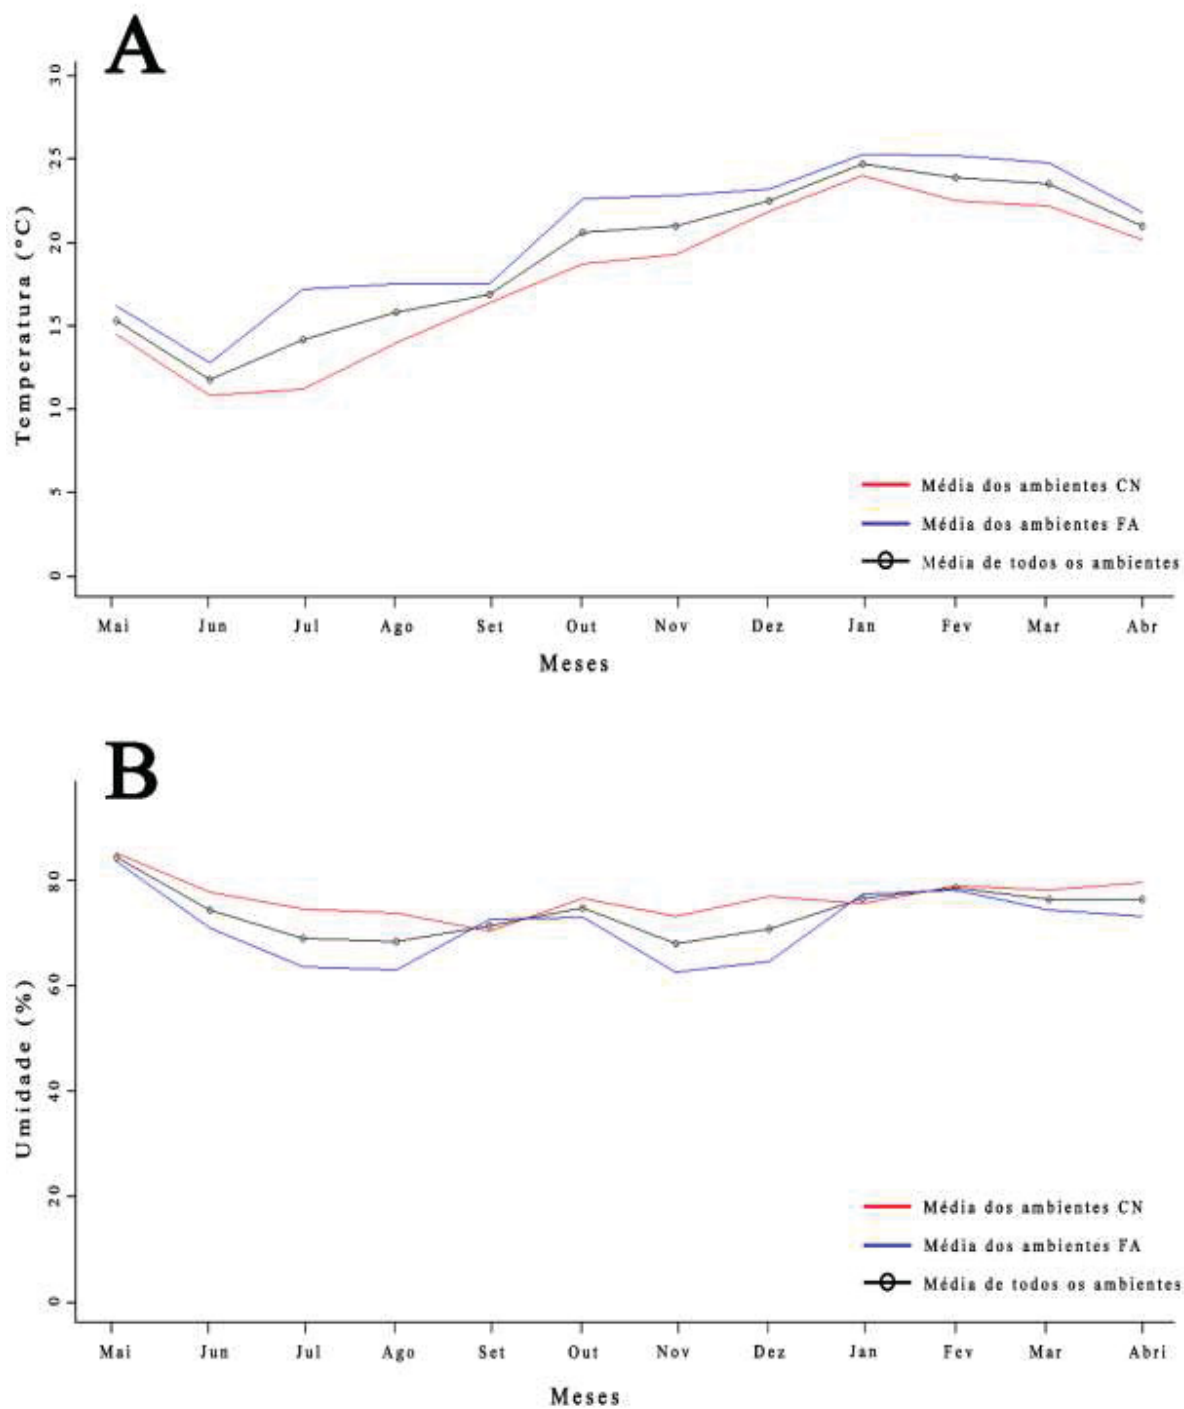 A
30
25
20
15
10
5
0
Temperatura (°C)
Média dos ambientes CN
Média dos ambientes FA
Média de todos os ambientes
Mai Jun Jul Ago Set Out Nov Dez Jan Fev Mar Abr
Meses
B
80
60
40
20
0
Umidade (%)
Média dos ambientes CN
Média dos ambientes FA
Média de todos os ambientes
Mai Jun Jul Ago Set Out Nov Dez Jan Fev Mar Abri
Meses